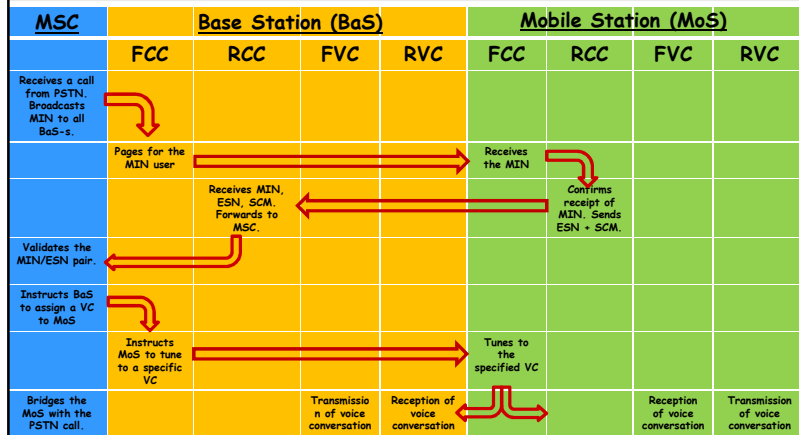 MSC
Base Station (BaS)
Mobile Station (MoS)
FCC
RCC
FVC
RVC
FCC
RCC
FVC
RVC
Receives a call
from PSTN.
Broadcasts
MIN to all
BaS-s.
Pages for the
MIN user
Receives
the MIN
Receives MIN,
ESN, SCM.
Forwards to
MSC.
Confirms
receipt of
MIN. Sends
ESN + SCM.
Validates the
MIN/ESN pair.
Instructs BaS
to assign a VC
to MoS
Instructs
MoS to tune
to a specific
VC
Tunes to
the
specified VC
Bridges the
MoS with the
PSTN call.
Transmissio
n of voice
conversation
Reception of
voice
conversation
Reception
of voice
conversation
Transmission
of voice
conversation